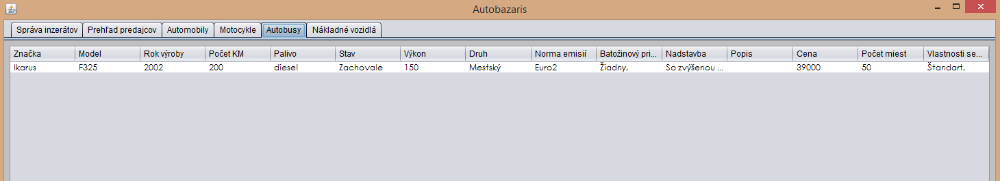 Autobazaris
Správa inzerátov Prehľad predajcov Automobily Motocykle Autobusy Nákladné vozidlá
Značka Model Rok výroby Počet KM Palivo Stav Výkon Druh Norma emisií Batožinový pri... Nadstavba Popis Cena Počet miest Vlastnosti se...
Ikarus F325 2002 200 diesel Zachovale 150 Mestský Euro2 Žiadny, So zvýšenou ... 39000 50 Štandart,